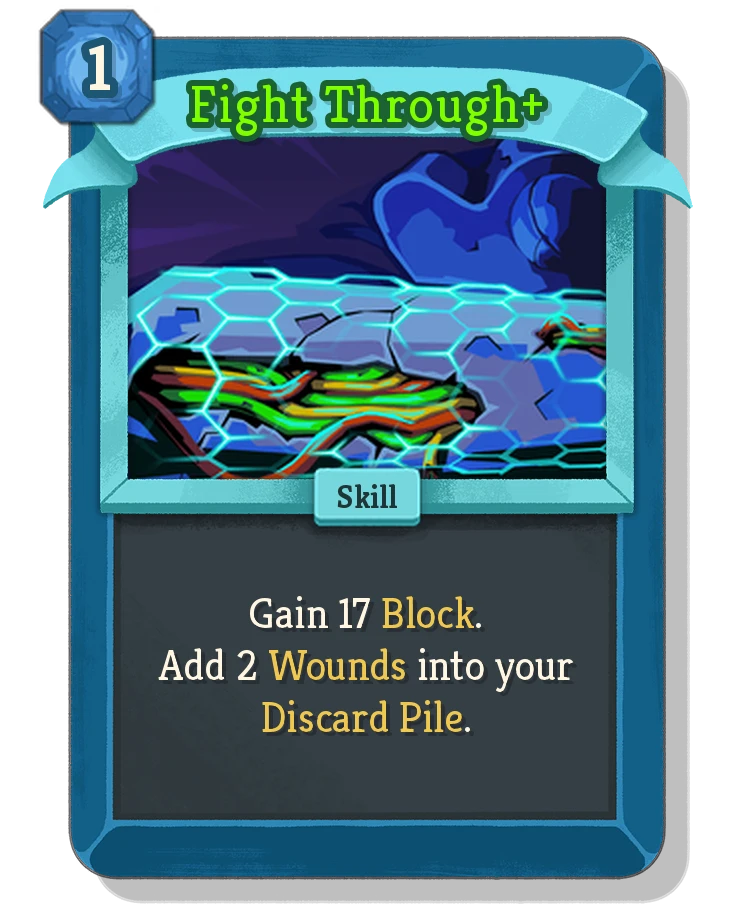 1
Fight Through+
Skill
Gain 17 Block.
Add 2 Wounds into your
Discard Pile.